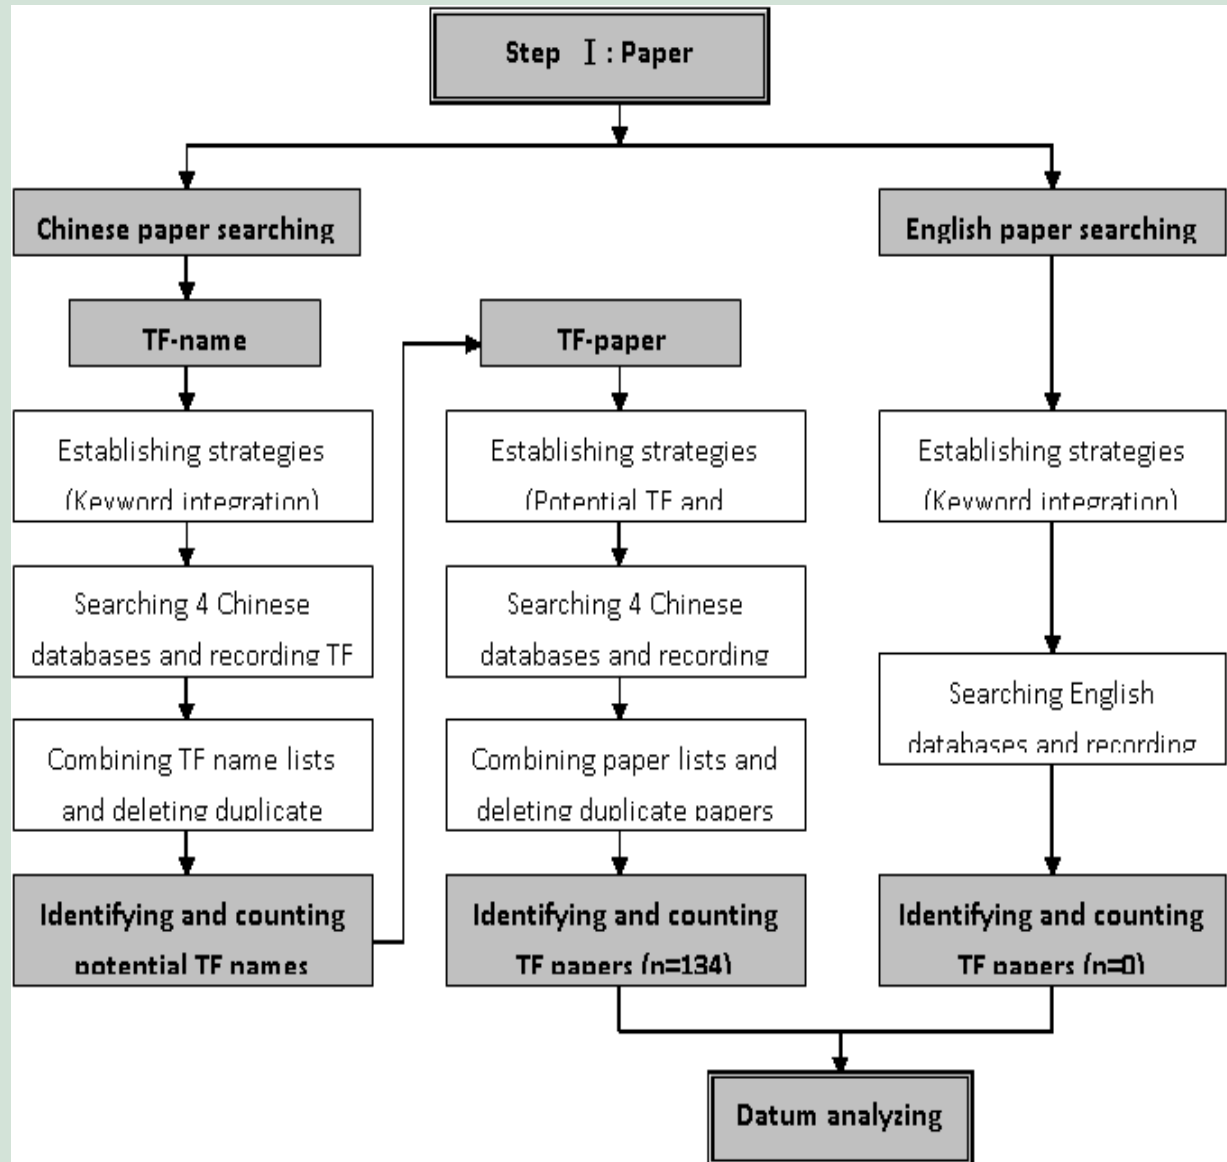 Step Ⅰ: Paper
Chinese paper searching
English paper searching
TF-name
TF-paper
Establishing strategies
(Keyword integration)
Establishing strategies
(Potential TF and
Establishing strategies
(Keyword integration)
Searching 4 Chinese
databases and recording TF
Searching 4 Chinese
databases and recording
Searching English
databases and recording
Combining TF name lists
and deleting duplicate
Combining paper lists and
deleting duplicate papers
Identifying and counting
potential TF names
Identifying and counting
TF papers (n=134)
Identifying and counting
TF papers (n=0)
Datum analyzing